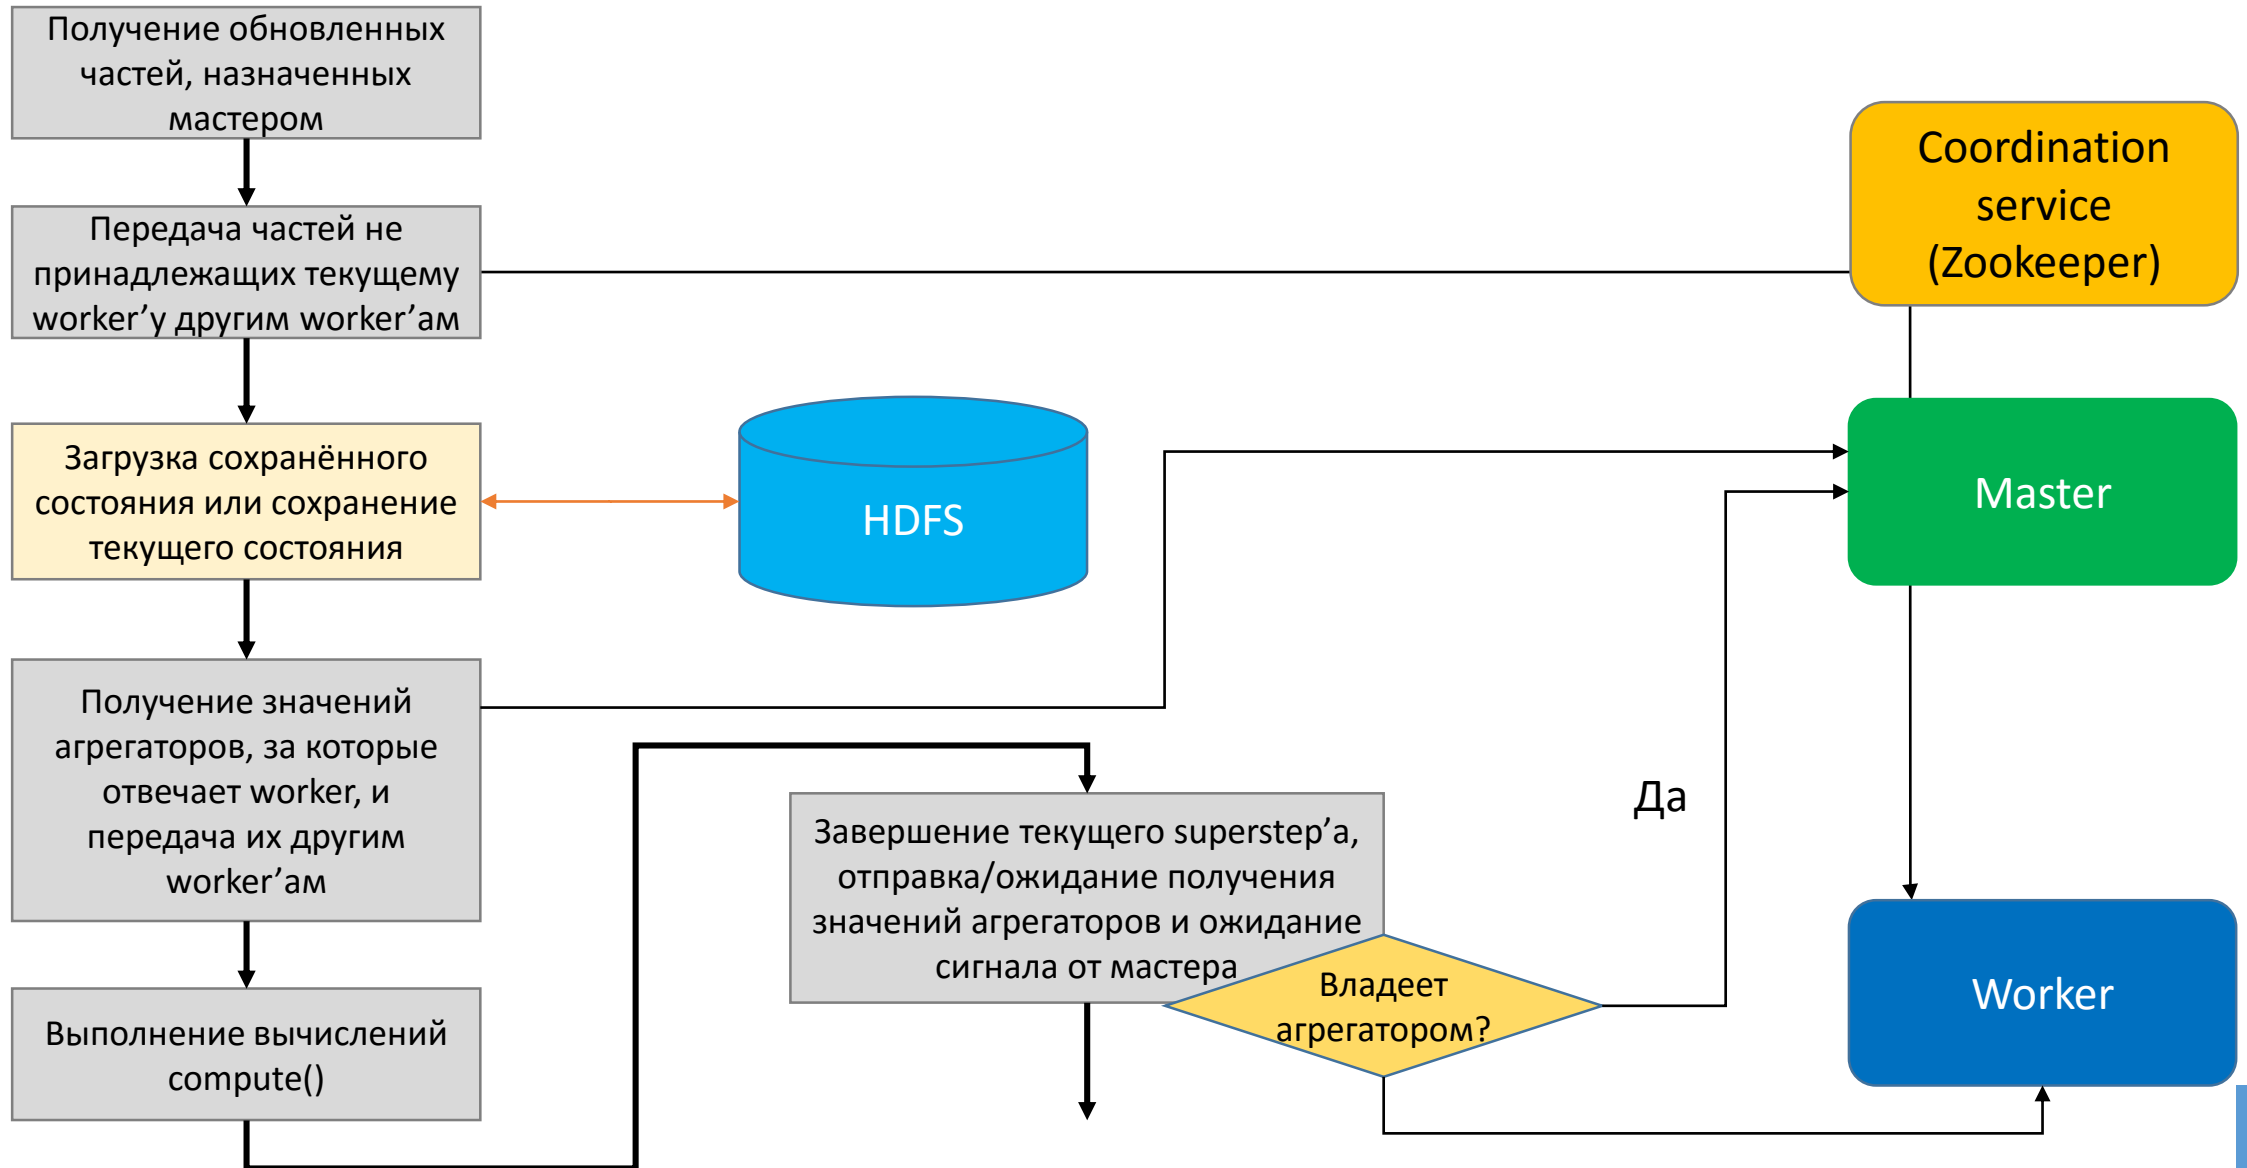 Получение обновленных
частей, назначенных
мастером
Передача частей не
принадлежащих текущему
worker’у другим worker’ам
Загрузка сохранённого
состояния или сохранение
текущего состояния
Получение значений
агрегаторов, за которые
отвечает worker, и
передача их другим
worker’ам
Выполнение вычислений
compute()
HDFS
Завершение текущего superstep’а,
отправка/ожидание получения
значений агрегаторов и ожидание
сигнала от мастера
Владеет
агрегатором?
Да
Coordination
service
(Zookeeper)
Master
Worker